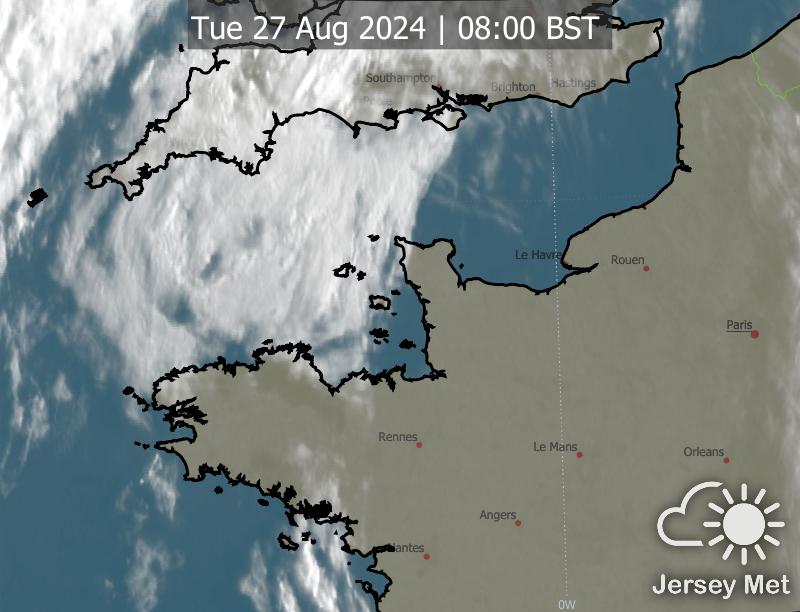 Tue 27 Aug 2024 | 08:00 BST
Southampton
Brighton
Hastings
Le Havre
Rouen
Paris
Rennes
Le Mans
Orleans
Angers
Nantes
0W
Jersey Met